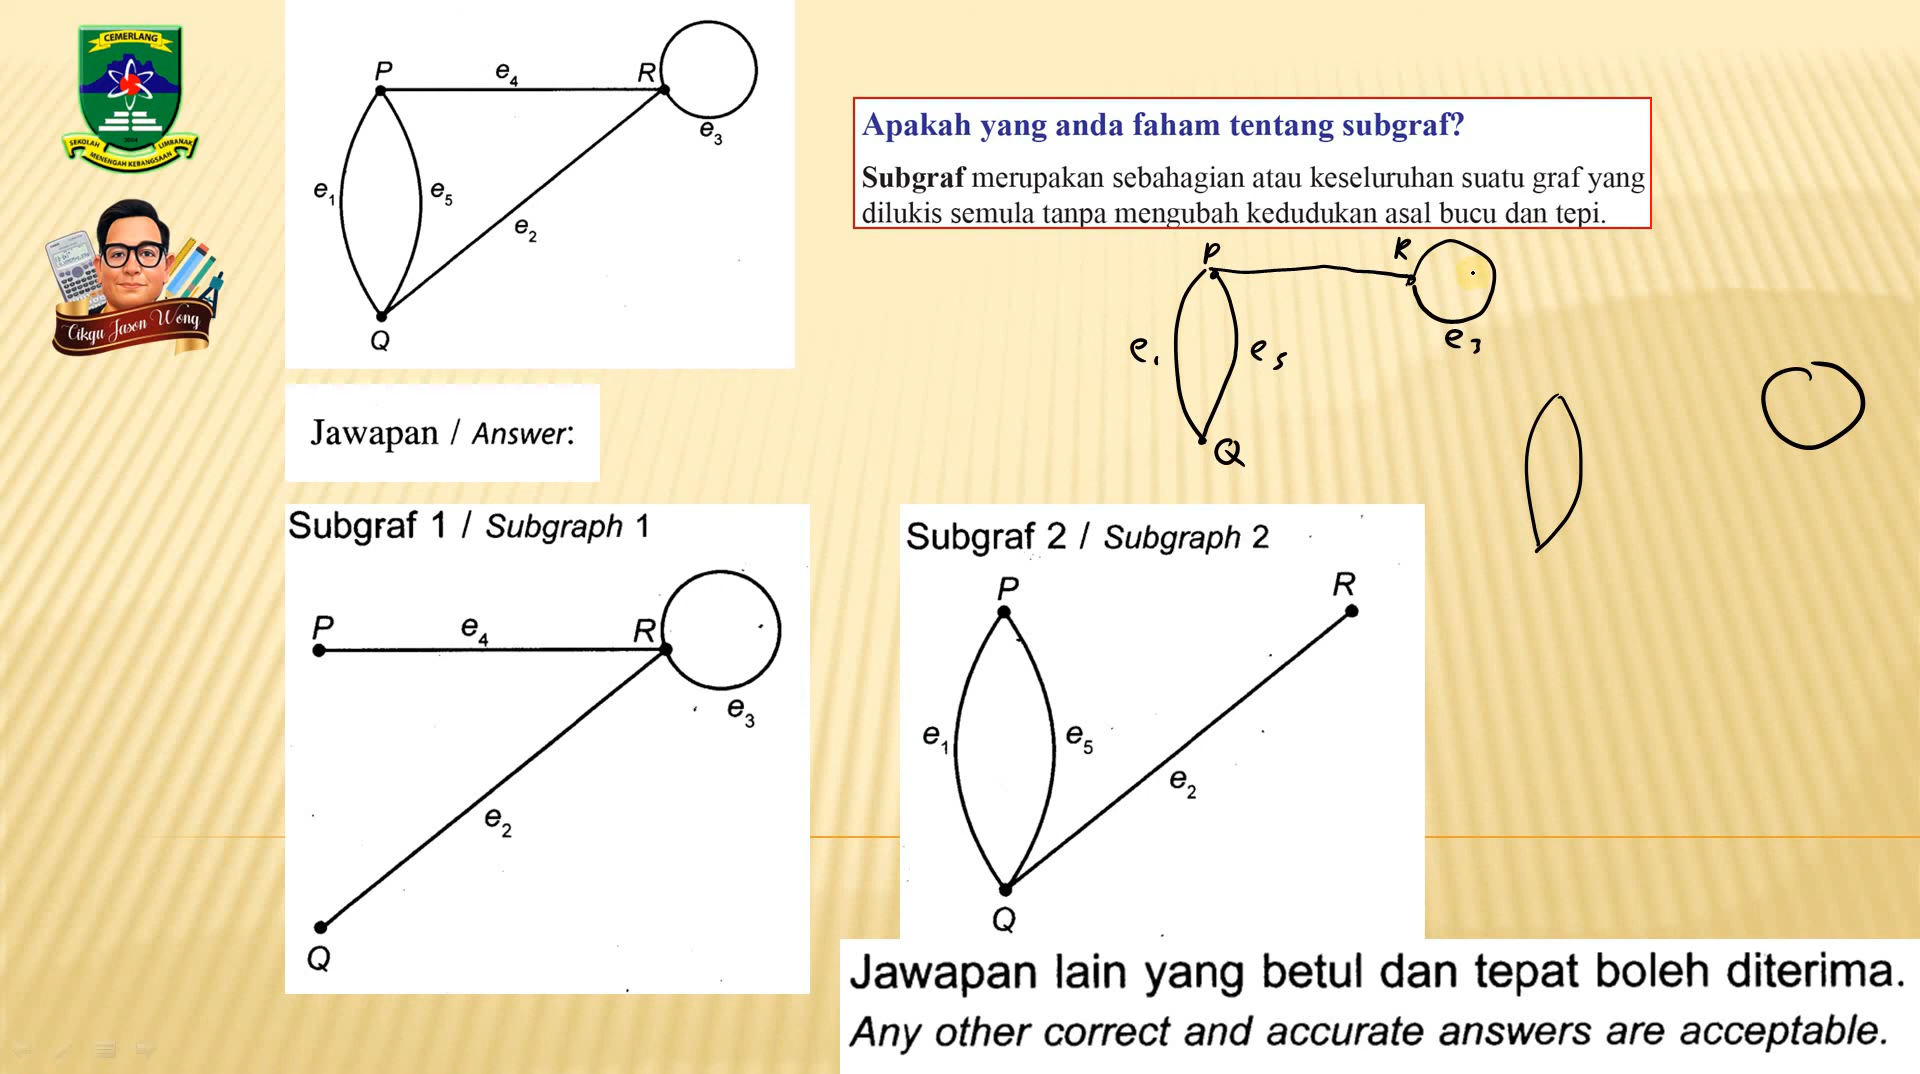 CEMERLANG
2004
SEKOLAH
MENENGAH KEBANGSAAN
LIMBANAK
Cikgu Jason Wong
P
e4
R
e3
e1
e5
e2
Q
Apakah yang anda faham tentang subgraf?
Subgraf merupakan sebahagian atau keseluruhan suatu graf yang
dilukis semula tanpa mengubah kedudukan asal bucu dan tepi.
P
R
e1
e5
e3
Q
Jawapan / Answer:
Subgraf 1 / Subgraph 1
P
e4
R
e3
e2
Q
Subgraf 2 / Subgraph 2
P
R
e1
e5
e2
Q
Jawapan lain yang betul dan tepat boleh diterima.
Any other correct and accurate answers are acceptable.